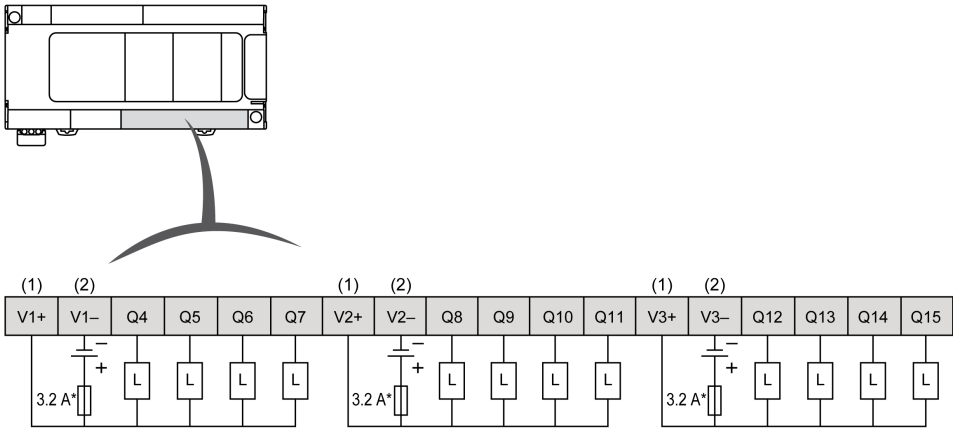 (1) (2) (1) (2) (1) (2)
V1+ V1– Q4 Q5 Q6 Q7 V2+ V2– Q8 Q9 Q10 Q11 V3+ V3– Q12 Q13 Q14 Q15
– – –
+ + +
L L L L L L L L L L L L
3.2 A* 3.2 A* 3.2 A*